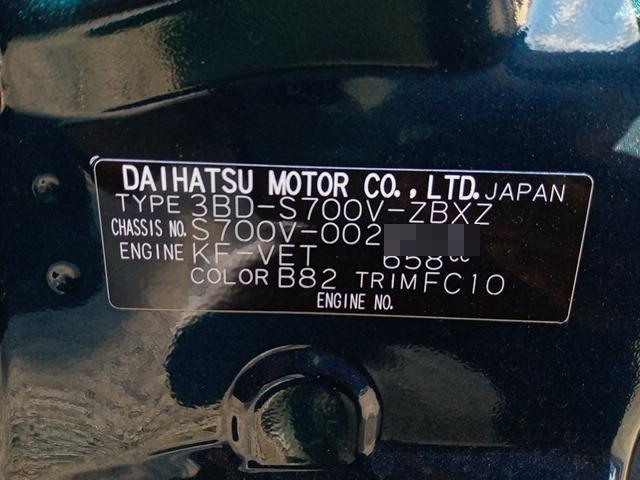 DAIHATSU MOTOR CO., LTD. JAPAN
TYPE 3BD-S700V-ZBXZ
CHASSIS NO. S700V-002
ENGINE KF-VET 658cc
COLOR B82 TRIM FC10
ENGINE NO.